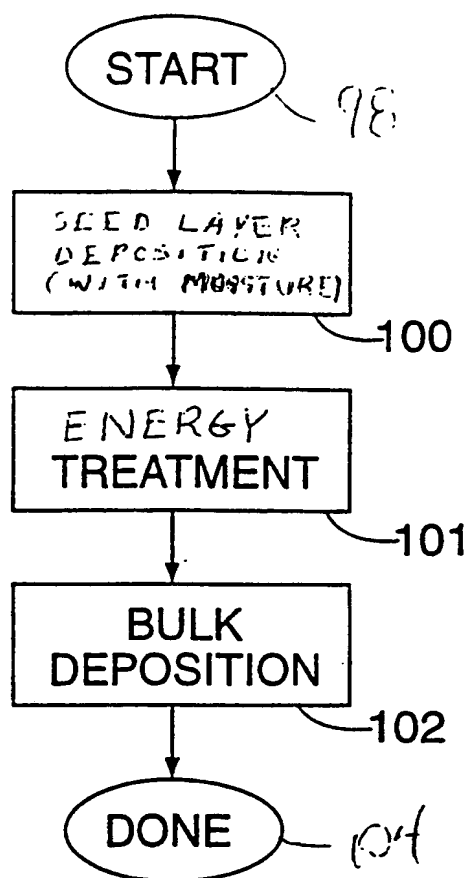 START
98
SEED LAYER
DEPOSITION
(WITH MOISTURE)
100
ENERGY
TREATMENT
101
BULK
DEPOSITION
102
DONE
104